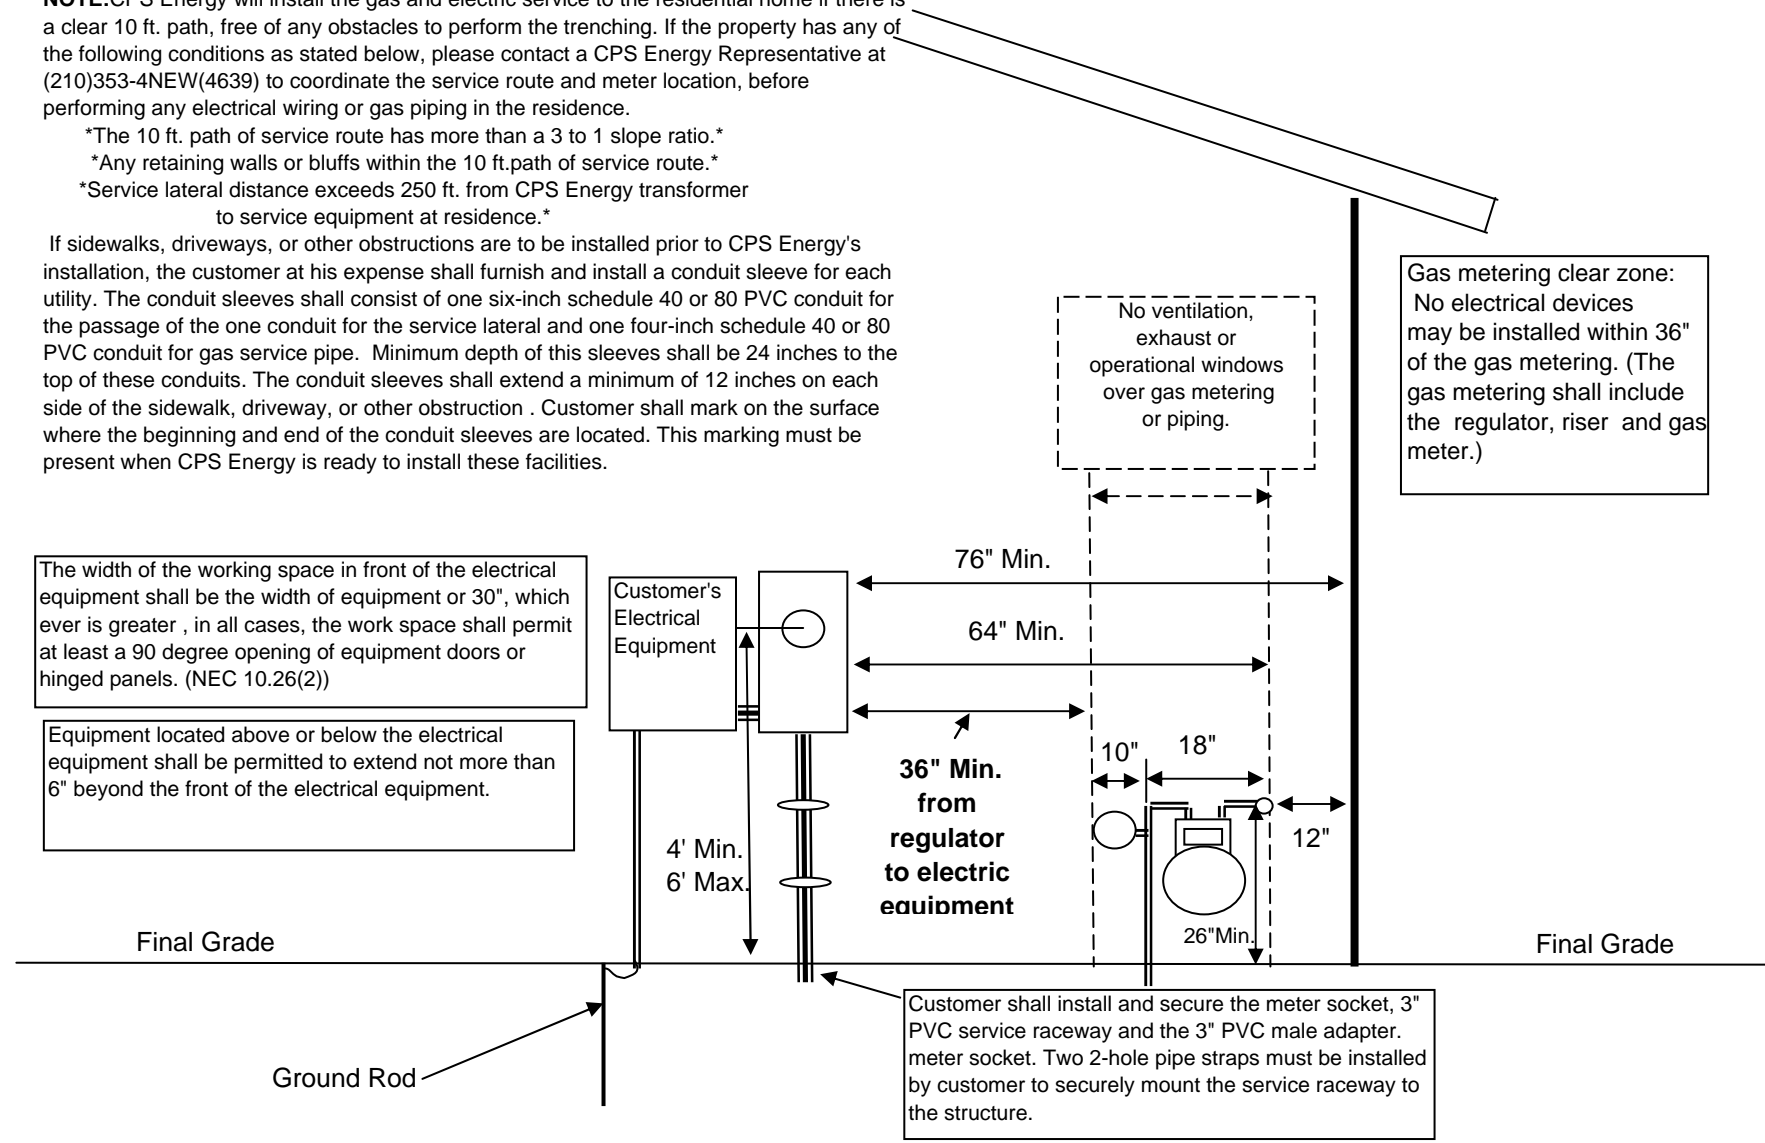 NOTE:CPS Energy will install the gas and electric service to the residential home if there is
a clear 10 ft. path, free of any obstacles to perform the trenching. If the property has any of
the following conditions as stated below, please contact a CPS Energy Representative at
(210)353-4NEW(4639) to coordinate the service route and meter location, before
performing any electrical wiring or gas piping in the residence.
*The 10 ft. path of service route has more than a 3 to 1 slope ratio.*
*Any retaining walls or bluffs within the 10 ft.path of service route.*
*Service lateral distance exceeds 250 ft. from CPS Energy transformer
to service equipment at residence.*
If sidewalks, driveways, or other obstructions are to be installed prior to CPS Energy's
installation, the customer at his expense shall furnish and install a conduit sleeve for each
utility. The conduit sleeves shall consist of one six-inch schedule 40 or 80 PVC conduit for
the passage of the one conduit for the service lateral and one four-inch schedule 40 or 80
PVC conduit for gas service pipe.  Minimum depth of this sleeves shall be 24 inches to the
top of these conduits. The conduit sleeves shall extend a minimum of 12 inches on each
side of the sidewalk, driveway, or other obstruction . Customer shall mark on the surface
where the beginning and end of the conduit sleeves are located. This marking must be
present when CPS Energy is ready to install these facilities.
Gas metering clear zone:
No electrical devices
may be installed within 36"
of the gas metering. (The
gas metering shall include
the  regulator, riser  and gas
meter.)
No ventilation,
exhaust or
operational windows
over gas metering
or piping.
The width of the working space in front of the electrical
equipment shall be the width of equipment or 30", which
ever is greater , in all cases, the work space shall permit
at least a 90 degree opening of equipment doors or
hinged panels. (NEC 10.26(2))
Equipment located above or below the electrical
equipment shall be permitted to extend not more than
6" beyond the front of the electrical equipment.
Customer's
Electrical
Equipment
76" Min.
64" Min.
36" Min.
from
regulator
to electric
equipment
10"
18"
12"
4' Min.
6' Max.
26"Min.
Final Grade
Final Grade
Ground Rod
Customer shall install and secure the meter socket, 3"
PVC service raceway and the 3" PVC male adapter.
meter socket. Two 2-hole pipe straps must be installed
by customer to securely mount the service raceway to
the structure.